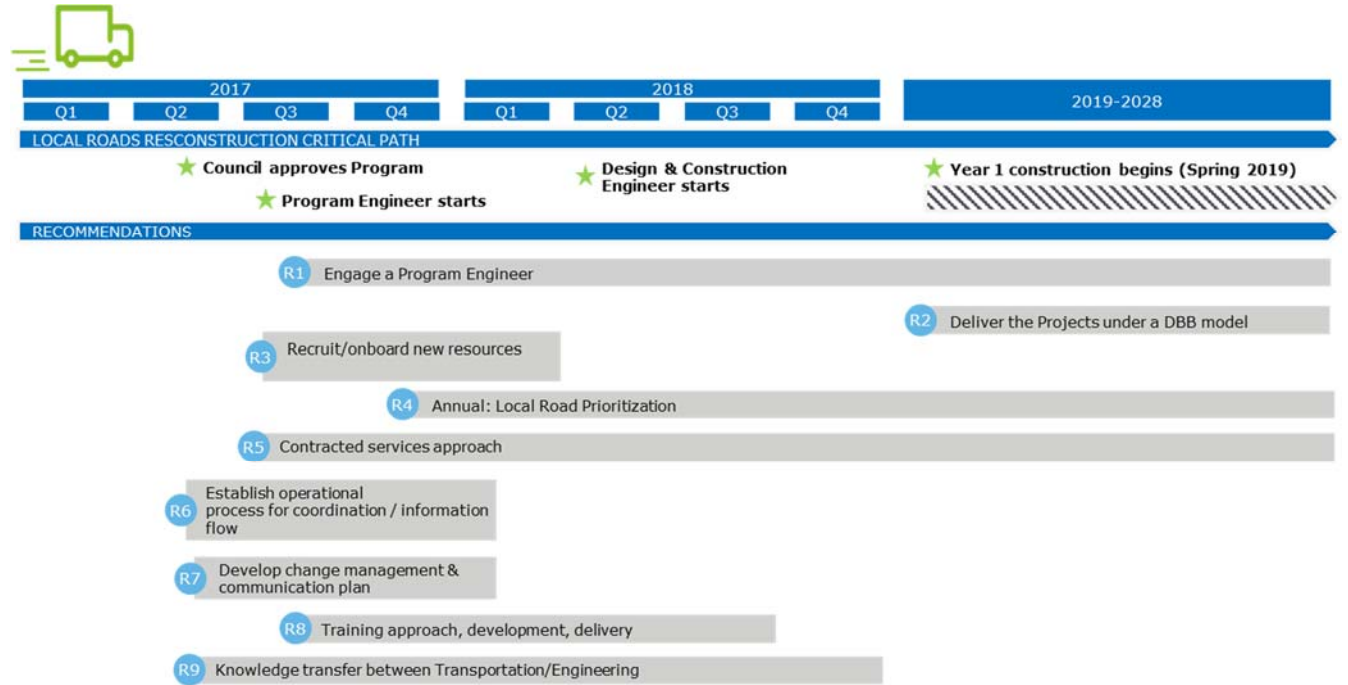 2017
2018
2019-2028
Q1
Q2
Q3
Q4
Q1
Q2
Q3
Q4
LOCAL ROADS RESCONSTRUCTION CRITICAL PATH
Council approves Program
Program Engineer starts
Design & Construction
Engineer starts
Year 1 construction begins (Spring 2019)
RECOMMENDATIONS
R1 Engage a Program Engineer
R2 Deliver the Projects under a DBB model
R3 Recruit/onboard new resources
R4 Annual: Local Road Prioritization
R5 Contracted services approach
R6 Establish operational
process for coordination / information
flow
R7 Develop change management &
communication plan
R8 Training approach, development, delivery
R9 Knowledge transfer between Transportation/Engineering